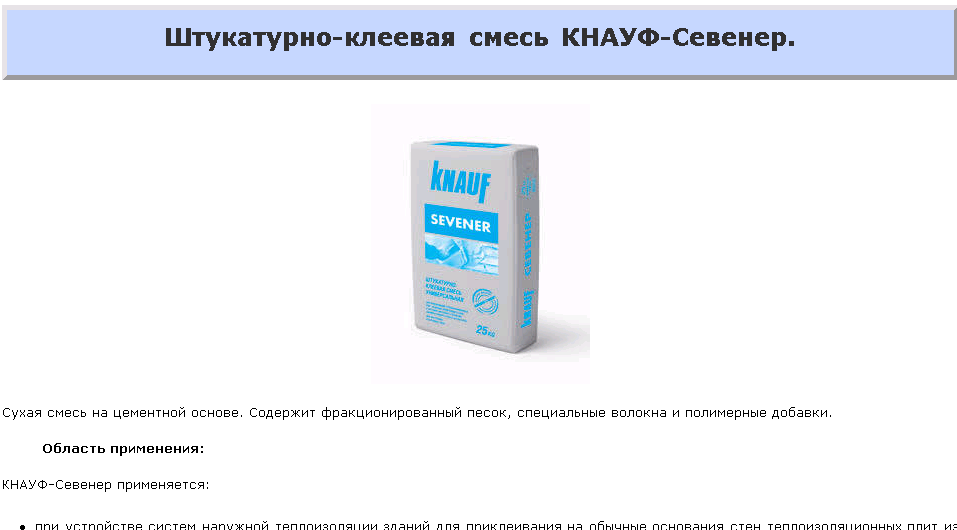 Штукатурно-клеевая смесь КНАУФ-Севенер.
KNAUF
SEVENER
ШТУКАТУРНО-
КЛЕЕВАЯ СМЕСЬ
УНИВЕРСАЛЬНАЯ
25кг
СЕВЕНЕР
KNAUF
Сухая смесь на цементной основе. Содержит фракционированный песок, специальные волокна и полимерные добавки.
Область применения:
КНАУФ-Севенер применяется:
• при устройстве систем наружной теплоизоляции зданий для приклеивания на обычные основания стен теплоизоляционных плит из